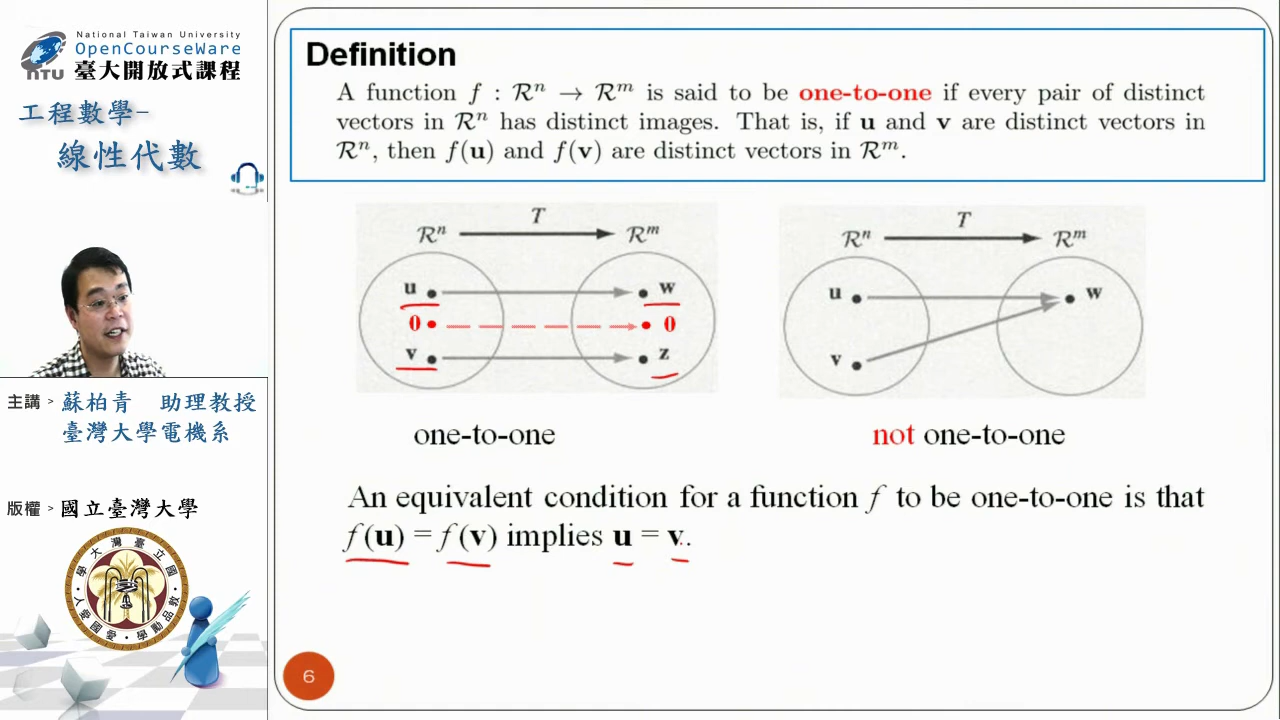 National Taiwan University
OpenCourseWare
NTU 臺大開放式課程
工程數學-
線性代數
主講 > 蘇柏青 助理教授
臺灣大學電機系
版權 > 國立臺灣大學
Definition
A function f : Rⁿ → Rᵐ is said to be one-to-one if every pair of distinct
vectors in Rⁿ has distinct images. That is, if u and v are distinct vectors in
Rⁿ, then f(u) and f(v) are distinct vectors in Rᵐ.
Rⁿ T Rᵐ
u w
0 0
v z
one-to-one
Rⁿ T Rᵐ
u w
v
not one-to-one
An equivalent condition for a function f to be one-to-one is that
f(u) = f(v) implies u = v.
6